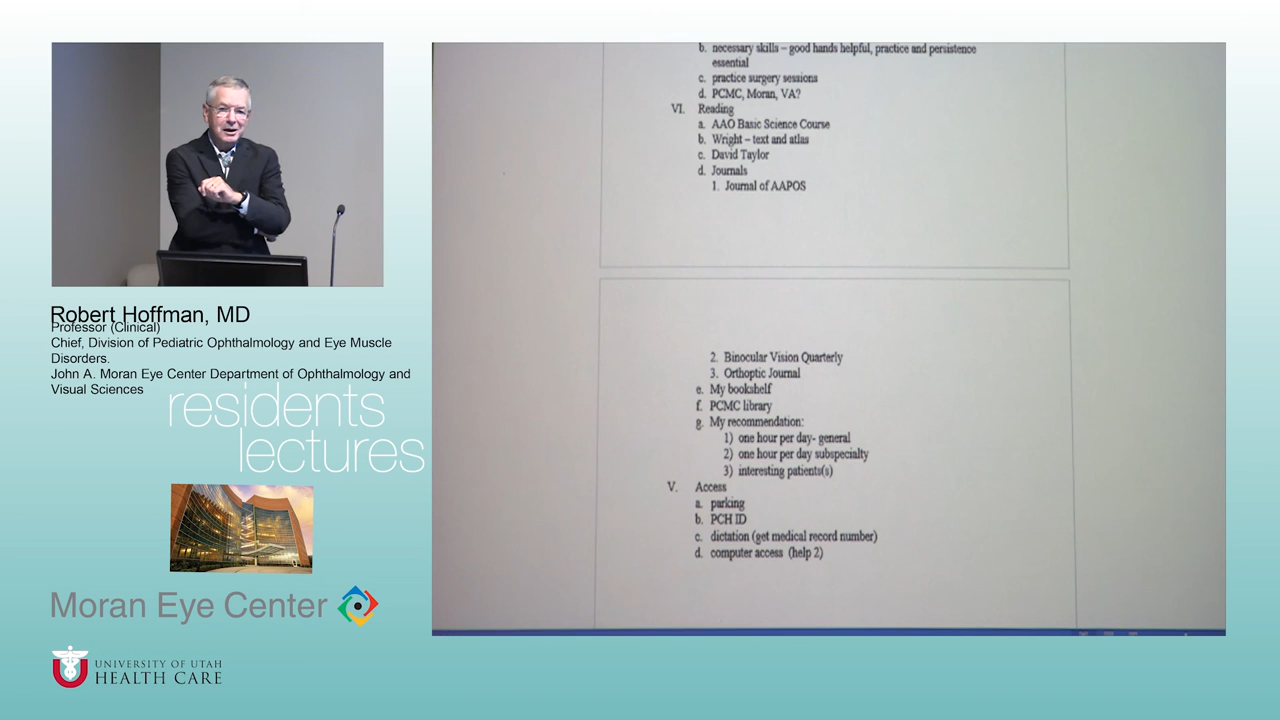 Robert Hoffman, MD
Professor (Clinical)
Chief, Division of Pediatric Ophthalmology and Eye Muscle
Disorders.
John A. Moran Eye Center Department of Ophthalmology and
Visual Sciences
residents
lectures
Moran Eye Center
U
UNIVERSITY OF UTAH
HEALTH CARE
b. necessary skills – good hands helpful, practice and persistence
essential
c. practice surgery sessions
d. PCMC, Moran, VA?
VI. Reading
a. AAO Basic Science Course
b. Wright – text and atlas
c. David Taylor
d. Journals
1. Journal of AAPOS
2. Binocular Vision Quarterly
3. Orthoptic Journal
e. My bookshelf
f. PCMC library
g. My recommendation:
1) one hour per day- general
2) one hour per day subspecialty
3) interesting patients(s)
V. Access
a. parking
b. PCH ID
c. dictation (get medical record number)
d. computer access (help 2)